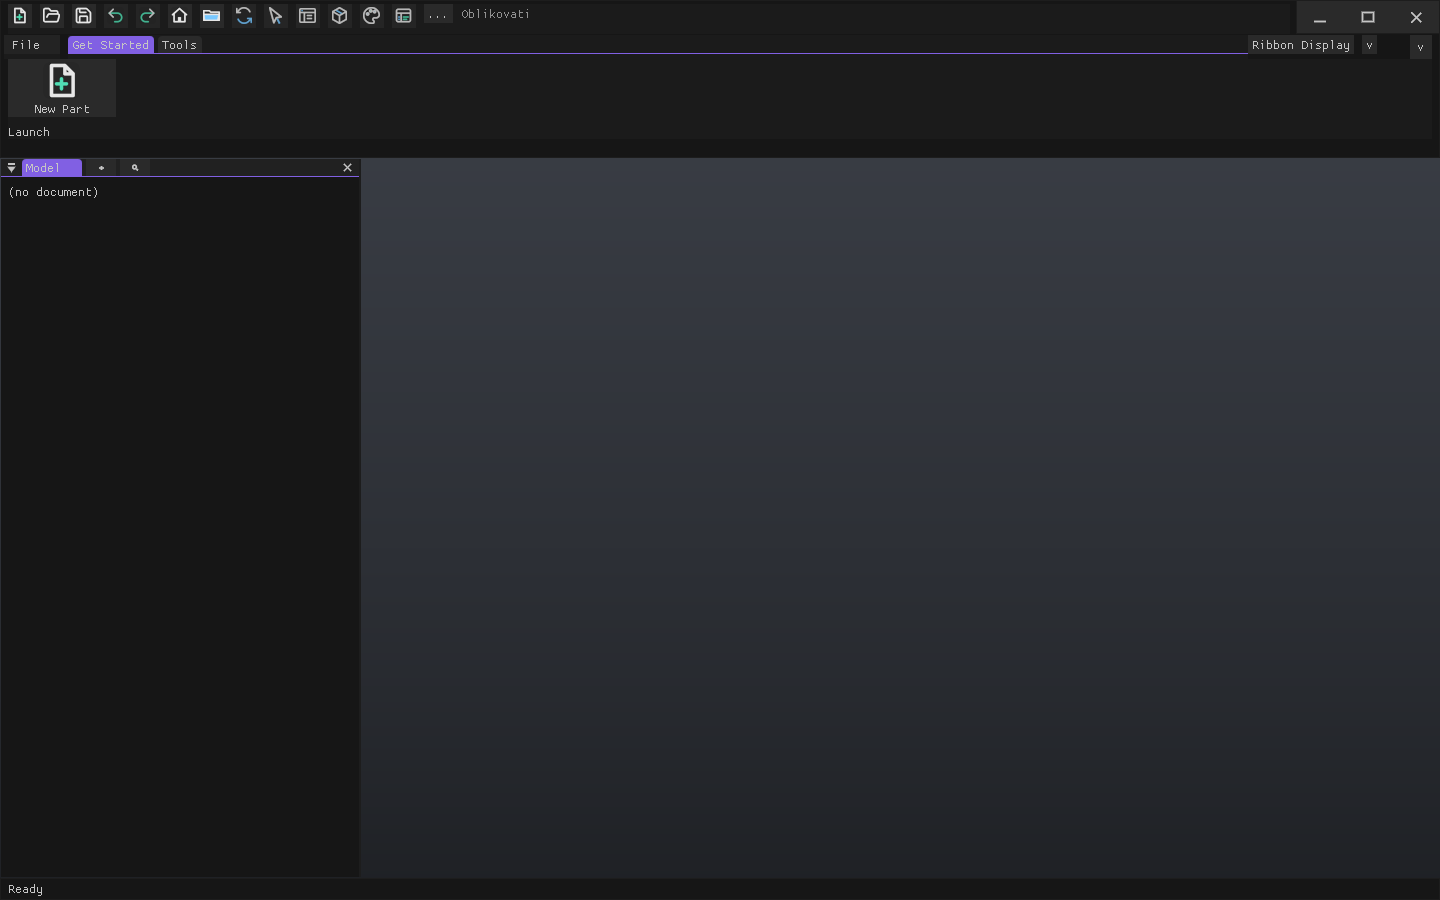 ... Oblikovati
File Get Started Tools Ribbon Display v v
New Part
Launch
Model
(no document)
Ready